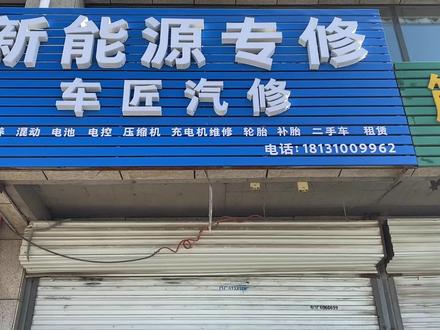 新能源专修
车匠汽修
混动 电池 电控 压缩机 充电机维修 轮胎 补胎 二手车 租赁
电话:18131009962